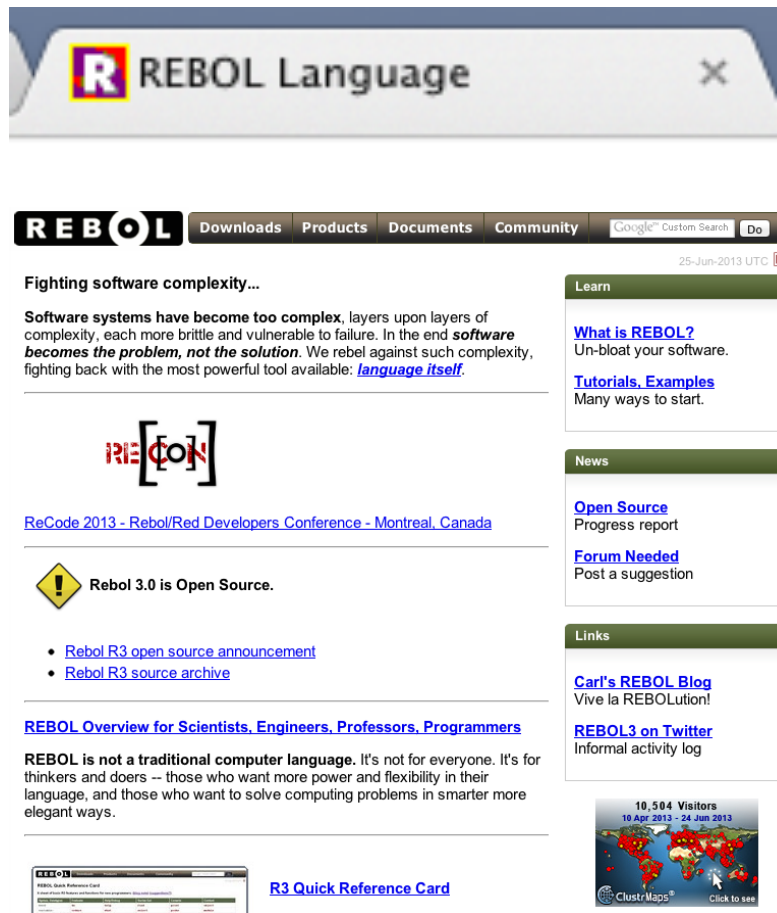 REBOL Language
REBOL
Downloads Products Documents Community Google™ Custom Search Do
25-Jun-2013 UTC
Fighting software complexity...
Software systems have become too complex, layers upon layers of
complexity, each more brittle and vulnerable to failure. In the end software
becomes the problem, not the solution. We rebel against such complexity,
fighting back with the most powerful tool available: language itself.
RE[CON]
ReCode 2013 - Rebol/Red Developers Conference - Montreal, Canada
Rebol 3.0 is Open Source.
Rebol R3 open source announcement
Rebol R3 source archive
REBOL Overview for Scientists, Engineers, Professors, Programmers
REBOL is not a traditional computer language. It's not for everyone. It's for
thinkers and doers -- those who want more power and flexibility in their
language, and those who want to solve computing problems in smarter more
elegant ways.
REBOL
REBOL Quick Reference Card
R3 Quick Reference Card
Learn
What is REBOL?
Un-bloat your software.
Tutorials, Examples
Many ways to start.
News
Open Source
Progress report
Forum Needed
Post a suggestion
Links
Carl's REBOL Blog
Vive la REBOLution!
REBOL3 on Twitter
Informal activity log
10,504 Visitors
10 Apr 2013 - 24 Jun 2013
ClustrMaps® Click to see